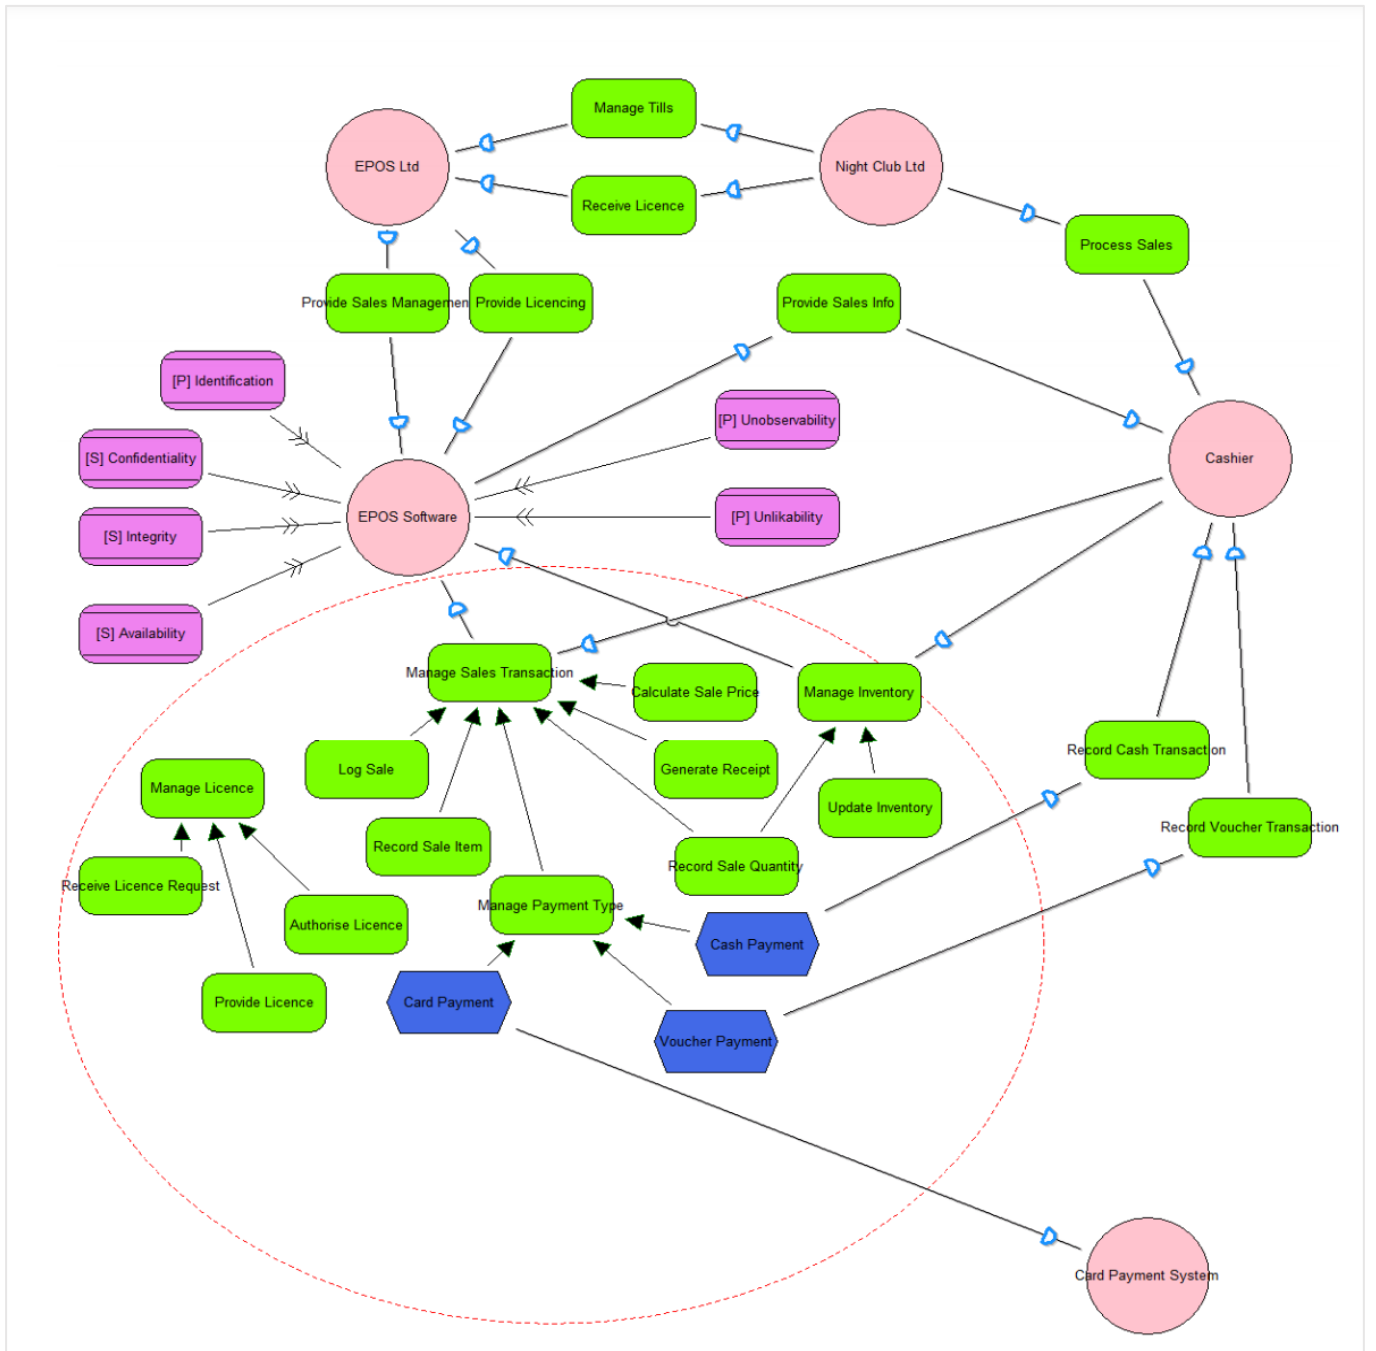 Manage Tills
EPOS Ltd
Night Club Ltd
Receive Licence
Process Sales
Provide Sales Managemen
Provide Licencing
Provide Sales Info
[P] Identification
[P] Unobservability
[S] Confidentiality
Cashier
EPOS Software
[P] Unlikability
[S] Integrity
[S] Availability
Manage Sales Transaction
Calculate Sale Price
Manage Inventory
Log Sale
Generate Receipt
Record Cash Transaction
Manage Licence
Update Inventory
Record Voucher Transaction
Record Sale Item
Record Sale Quantity
Receive Licence Request
Manage Payment Type
Authorise Licence
Cash Payment
Provide Licence
Card Payment
Voucher Payment
Card Payment System